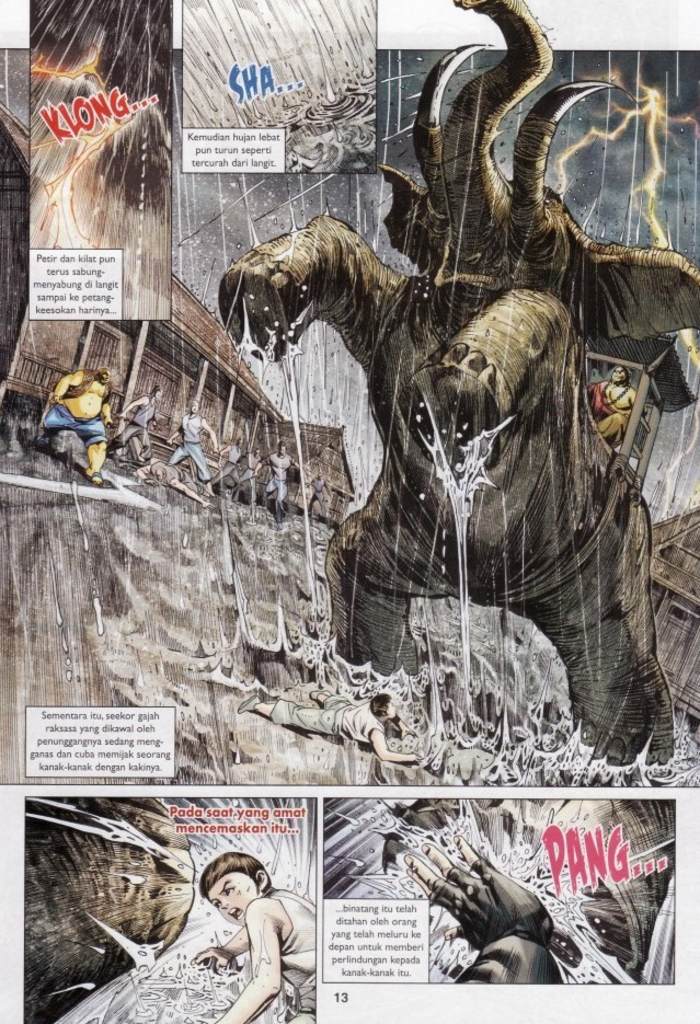 KLONG...
Petir dan kilat pun
terus sabung-
menyabung di langit
sampai ke petang-
keesokan harinya...
SHA...
Kemudian hujan lebat
pun turun seperti
tercurah dari langit.
Sementara itu, seekor gajah
raksasa yang dikawal oleh
penunggangnya sedang meng-
ganas dan cuba memijak seorang
kanak-kanak dengan kakinya.
Pada saat yang amat
mencemaskan itu...
PANG...
...binatang itu telah
ditahan oleh orang
yang telah meluru ke
depan untuk memberi
perlindungan kepada
kanak-kanak itu.
13